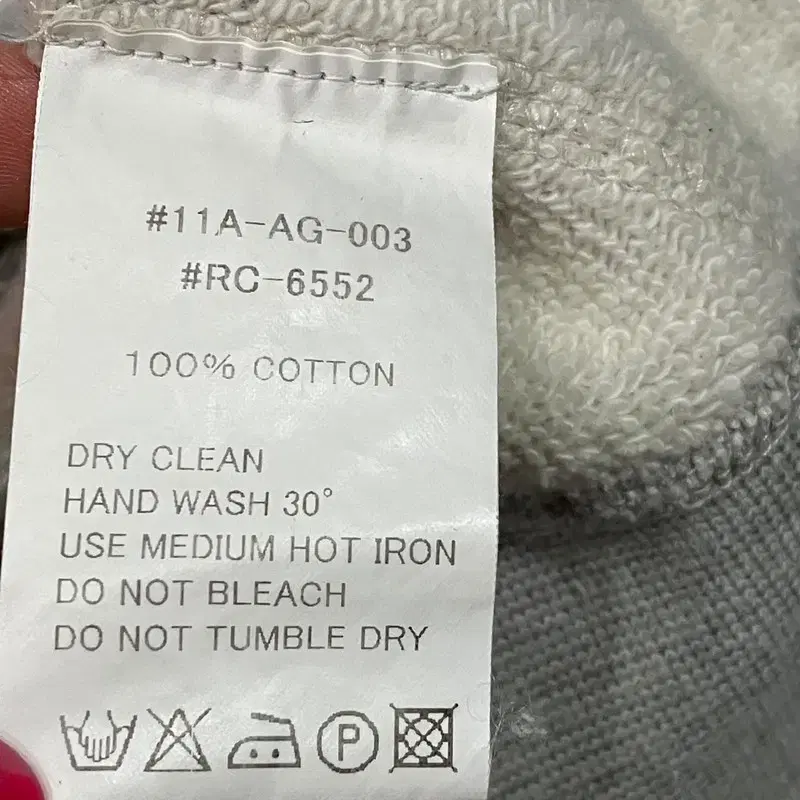 #11A-AG-003
#RC-6552
100% COTTON
DRY CLEAN
HAND WASH 30°
USE MEDIUM HOT IRON
DO NOT BLEACH
DO NOT TUMBLE DRY
P